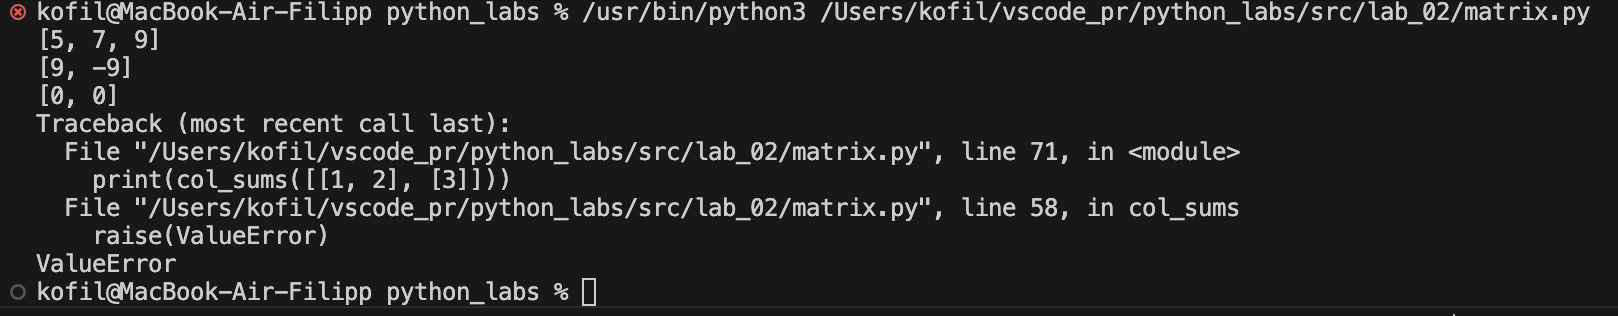 kofil@MacBook-Air-Filipp python_labs % /usr/bin/python3 /Users/kofil/vscode_pr/python_labs/src/lab_02/matrix.py
[5, 7, 9]
[9, -9]
[0, 0]
Traceback (most recent call last):
  File "/Users/kofil/vscode_pr/python_labs/src/lab_02/matrix.py", line 71, in <module>
    print(col_sums([[1, 2], [3]]))
  File "/Users/kofil/vscode_pr/python_labs/src/lab_02/matrix.py", line 58, in col_sums
    raise(ValueError)
ValueError
kofil@MacBook-Air-Filipp python_labs %